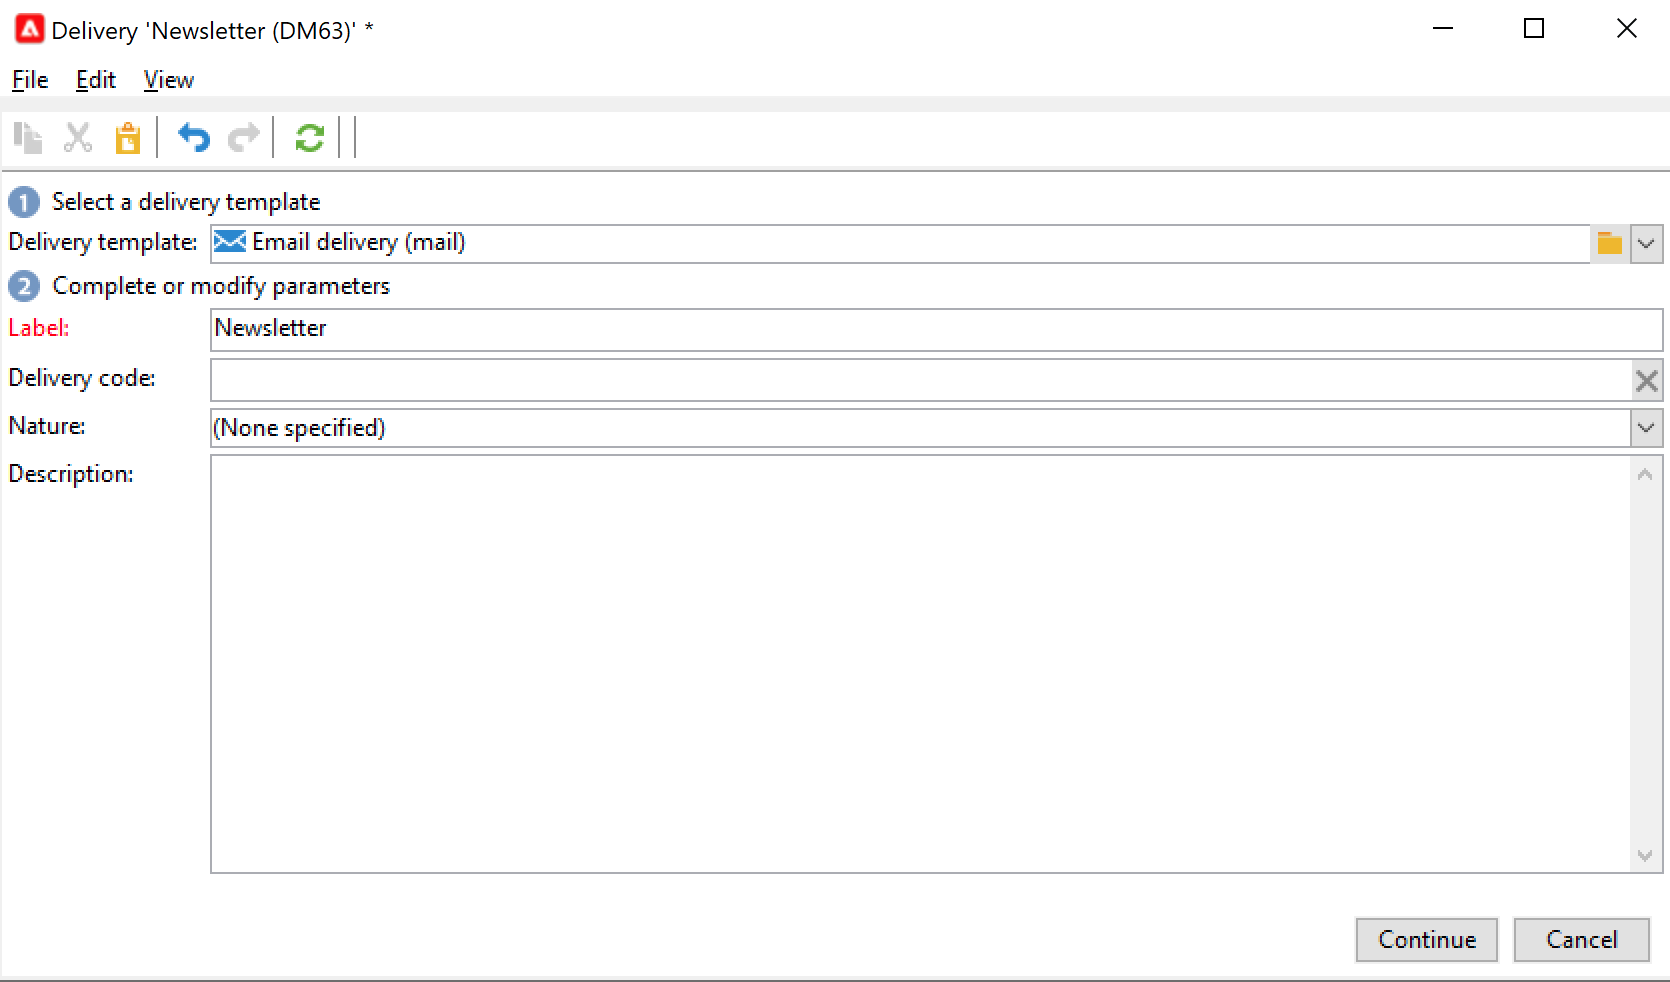 Delivery 'Newsletter (DM63)' *
File Edit View
1 Select a delivery template
Delivery template: Email delivery (mail)
2 Complete or modify parameters
Label: Newsletter
Delivery code:
Nature: (None specified)
Description:
Continue Cancel